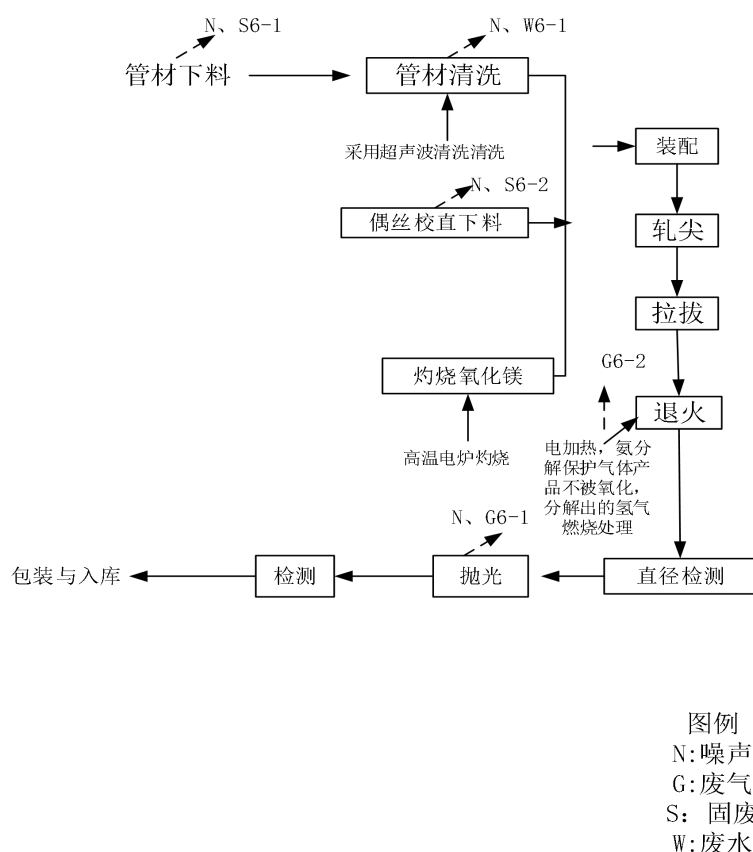 N、S6-1
N、W6-1
管材下料
管材清洗
采用超声波清洗清洗
装配
N、S6-2
偶丝校直下料
轧尖
拉拔
G6-2
灼烧氧化镁
退火
高温电炉灼烧
电加热，氨分
解保护气体产
品不被氧化，
分解出的氢气
燃烧处理
N、G6-1
包装与入库
检测
抛光
直径检测
图例
N:噪声
G:废气
S：固废
W:废水